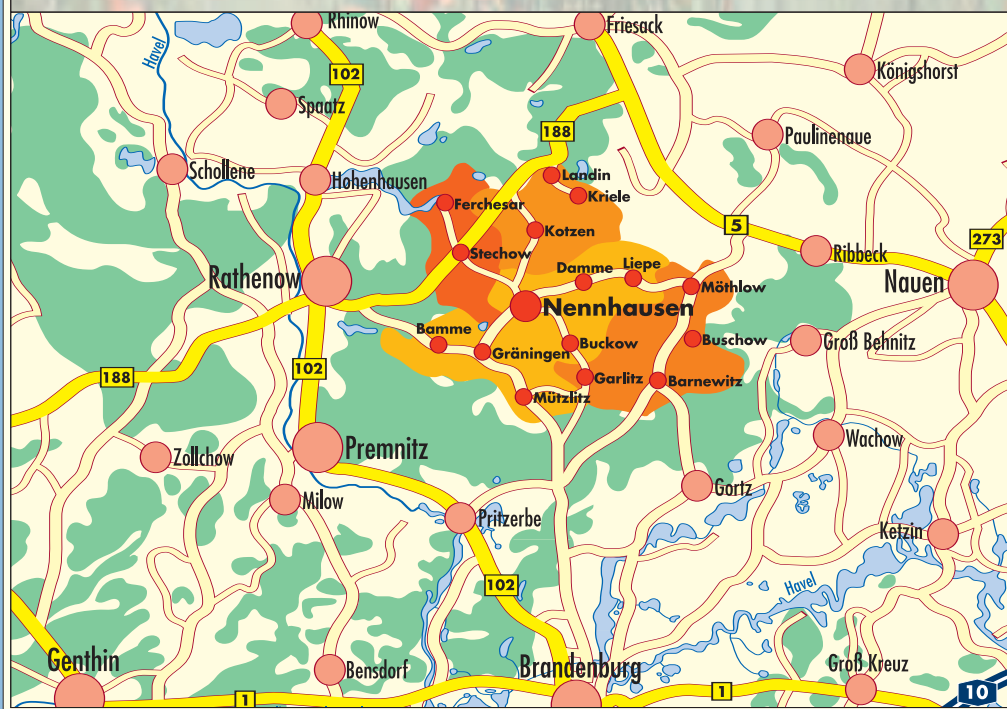 Rhinow
Friesack
Havel
102
Königshorst
Spaatz
188
Paulinenaue
Schollene
Hohenhausen
Landin
Kriele
Ferchesar
Kotzen
5
273
Stechow
Ribbeck
Rathenow
Damme
Liepe
Möthlow
Nauen
Nennhausen
Bamme
Gräningen
Buckow
Buschow
Groß Behnitz
188
102
Garlitz
Barnewitz
Mützlitz
Premnitz
Wachow
Zollchow
Milow
Gortz
Pritzerbe
Ketzin
102
Havel
Genthin
Bensdorf
Brandenburg
Groß Kreuz
1
1
10